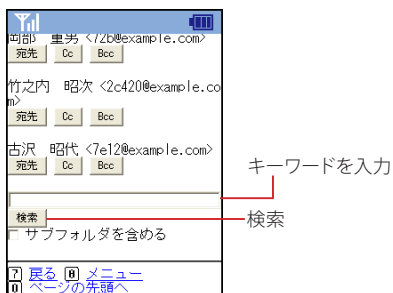 岡部　重男 <72b@example.com>
宛先 Cc Bcc
竹之内　昭次 <2c420@example.co
m>
宛先 Cc Bcc
古沢　昭代 <7e12@example.com>
宛先 Cc Bcc
キーワードを入力
検索
検索
サブフォルダを含める
7 戻る 8 メニュー
0 ページの先頭へ